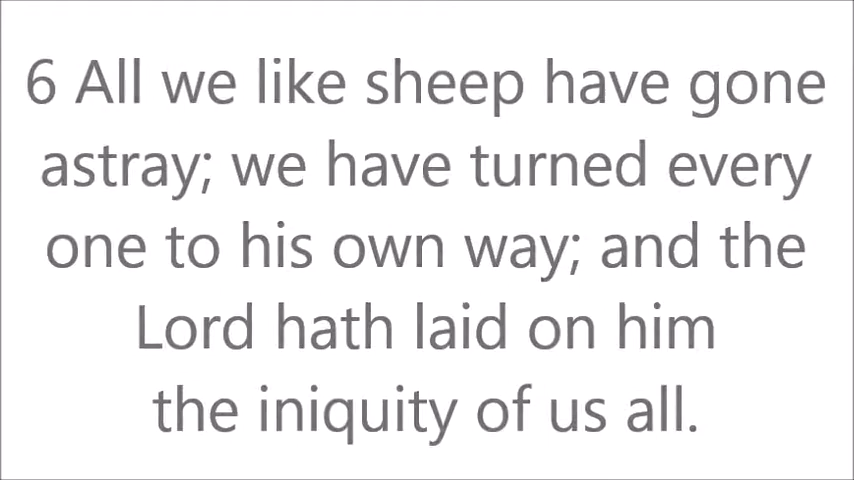 6 All we like sheep have gone
astray; we have turned every
one to his own way; and the
Lord hath laid on him
the iniquity of us all.